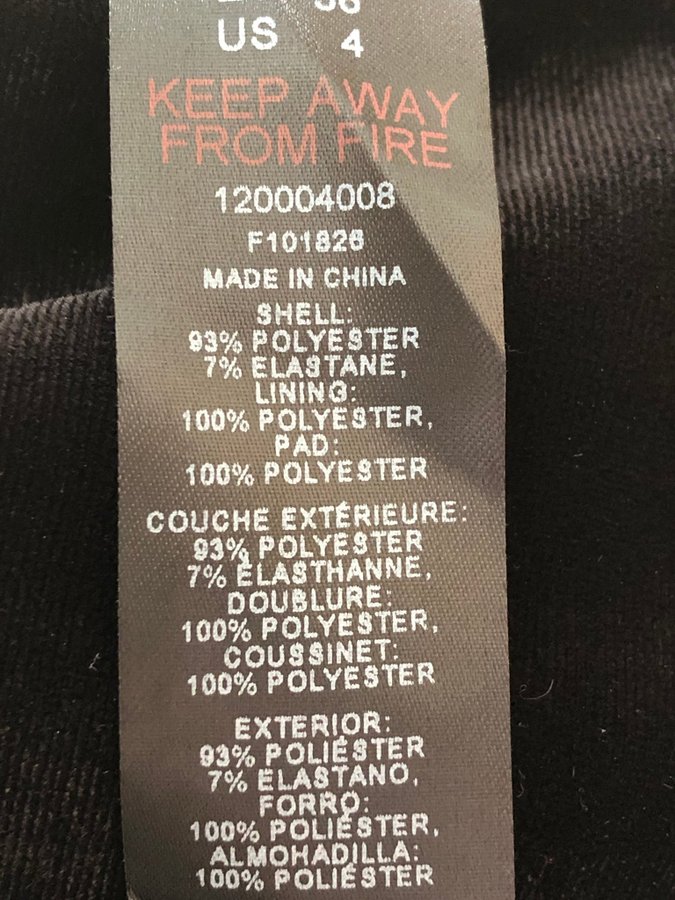 36
US 4
KEEP AWAY
FROM FIRE
120004008
F101826
MADE IN CHINA
SHELL:
93% POLYESTER
7% ELASTANE,
LINING:
100% POLYESTER,
PAD:
100% POLYESTER
COUCHE EXTÉRIEURE:
93% POLYESTER
7% ÉLASTHANNE,
DOUBLURE:
100% POLYESTER,
COUSSINET:
100% POLYESTER
EXTERIOR:
93% POLIÉSTER
7% ELASTANO,
FORRO:
100% POLIÉSTER,
ALMOHADILLA:
100% POLIÉSTER